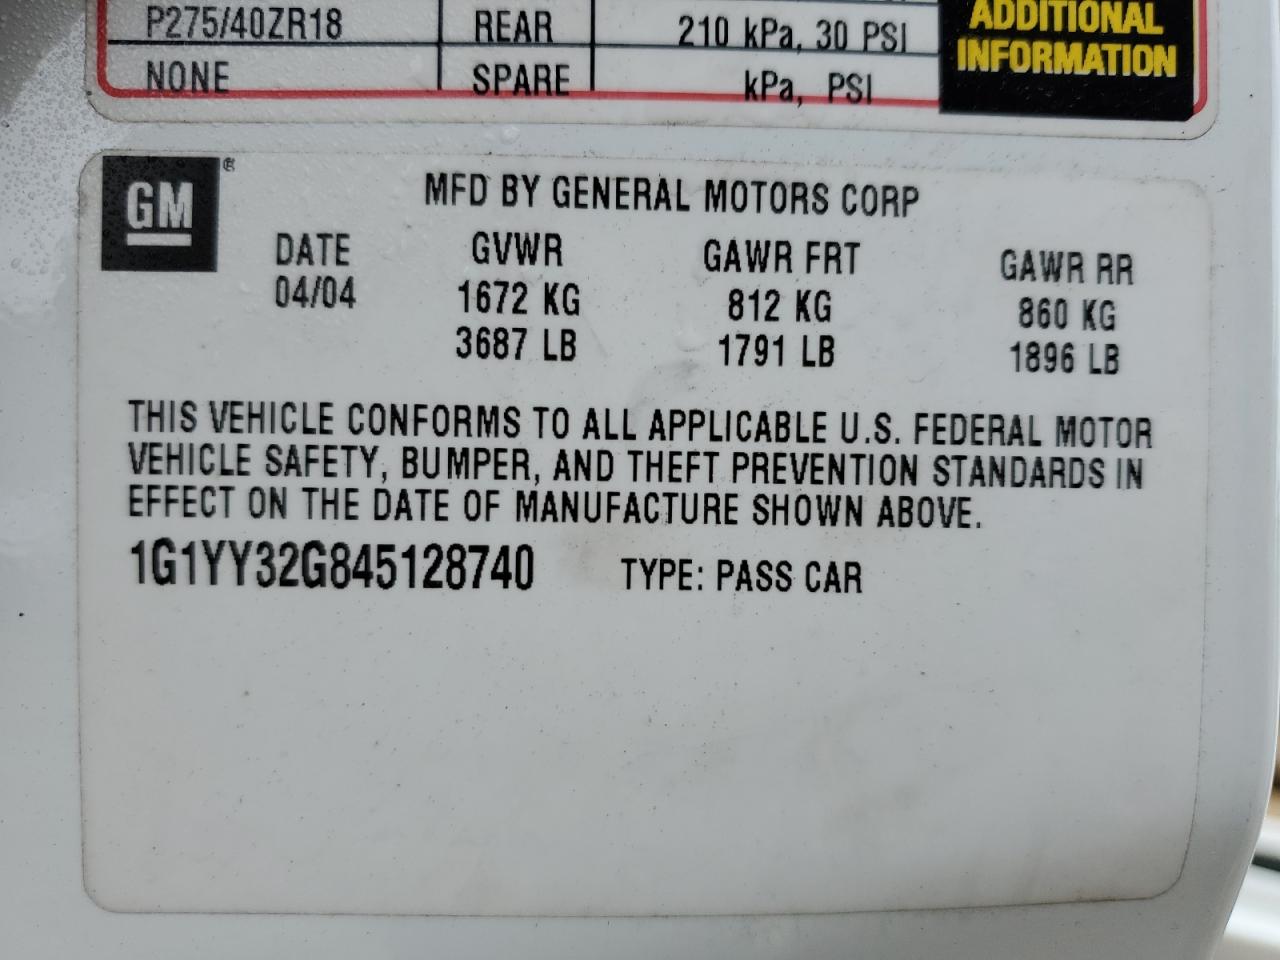 P275/40ZR18 REAR 210 kPa, 30 PSI
NONE SPARE kPa, PSI
ADDITIONAL
INFORMATION
GM ®
MFD BY GENERAL MOTORS CORP
DATE GVWR GAWR FRT GAWR RR
04/04 1672 KG 812 KG 860 KG
3687 LB 1791 LB 1896 LB
THIS VEHICLE CONFORMS TO ALL APPLICABLE U.S. FEDERAL MOTOR
VEHICLE SAFETY, BUMPER, AND THEFT PREVENTION STANDARDS IN
EFFECT ON THE DATE OF MANUFACTURE SHOWN ABOVE.
1G1YY32G845128740 TYPE: PASS CAR